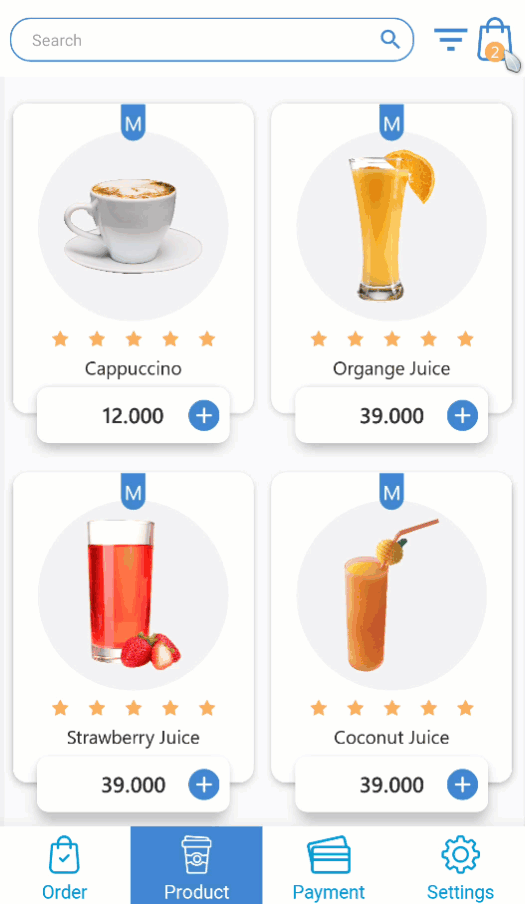 Search
2
M
M
Cappuccino
Organge Juice
12.000
39.000
M
M
Strawberry Juice
Coconut Juice
39.000
39.000
Order
Product
Payment
Settings